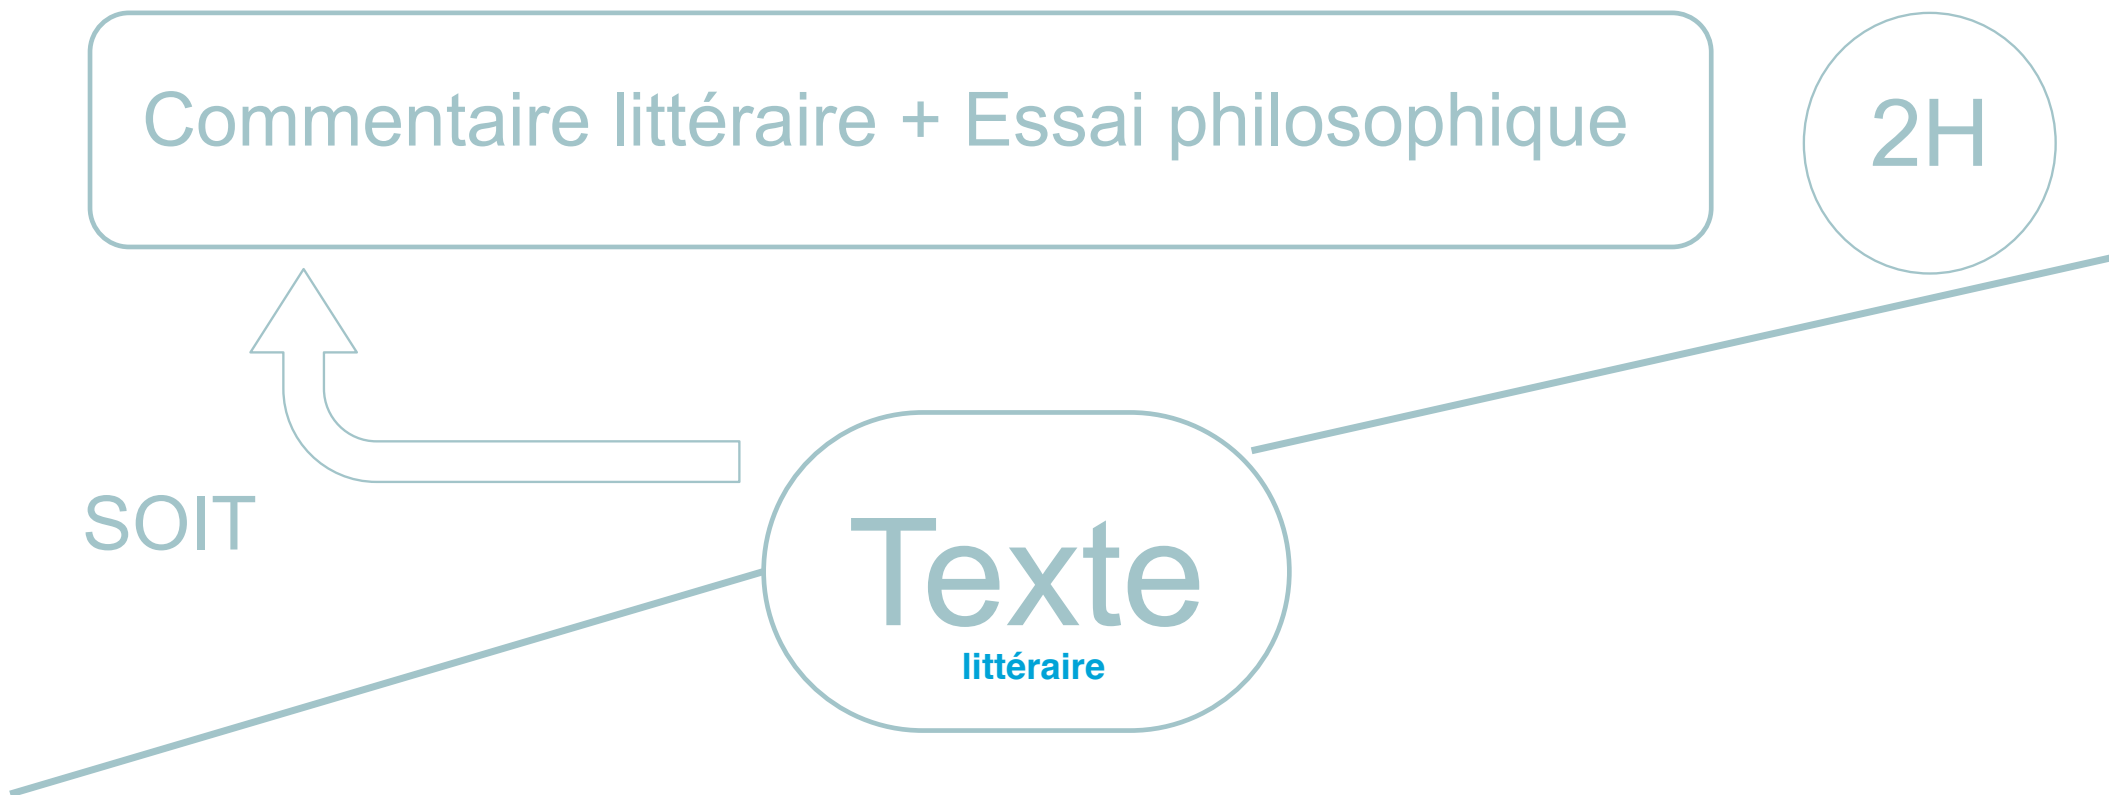 Commentaire littéraire + Essai philosophique
2H
SOIT
Texte
littéraire